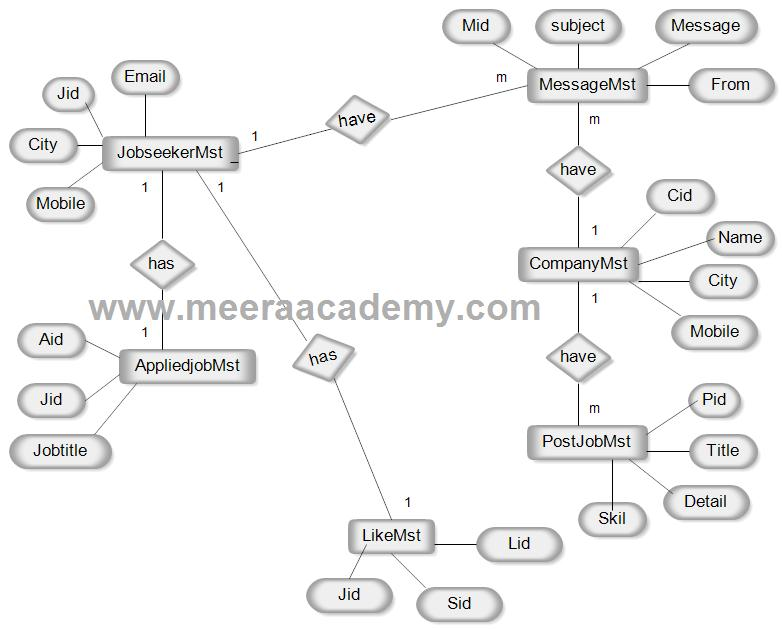 Mid
subject
Message
Email
m
MessageMst
From
Jid
1
have
m
City
JobseekerMst
have
1
1
Mobile
Cid
1
Name
has
CompanyMst
City
1
www.meeraacademy.com
Mobile
Aid
1
has
have
AppliedjobMst
Jid
m
Pid
Jobtitle
PostJobMst
Title
1
Detail
Skil
LikeMst
Lid
Jid
Sid